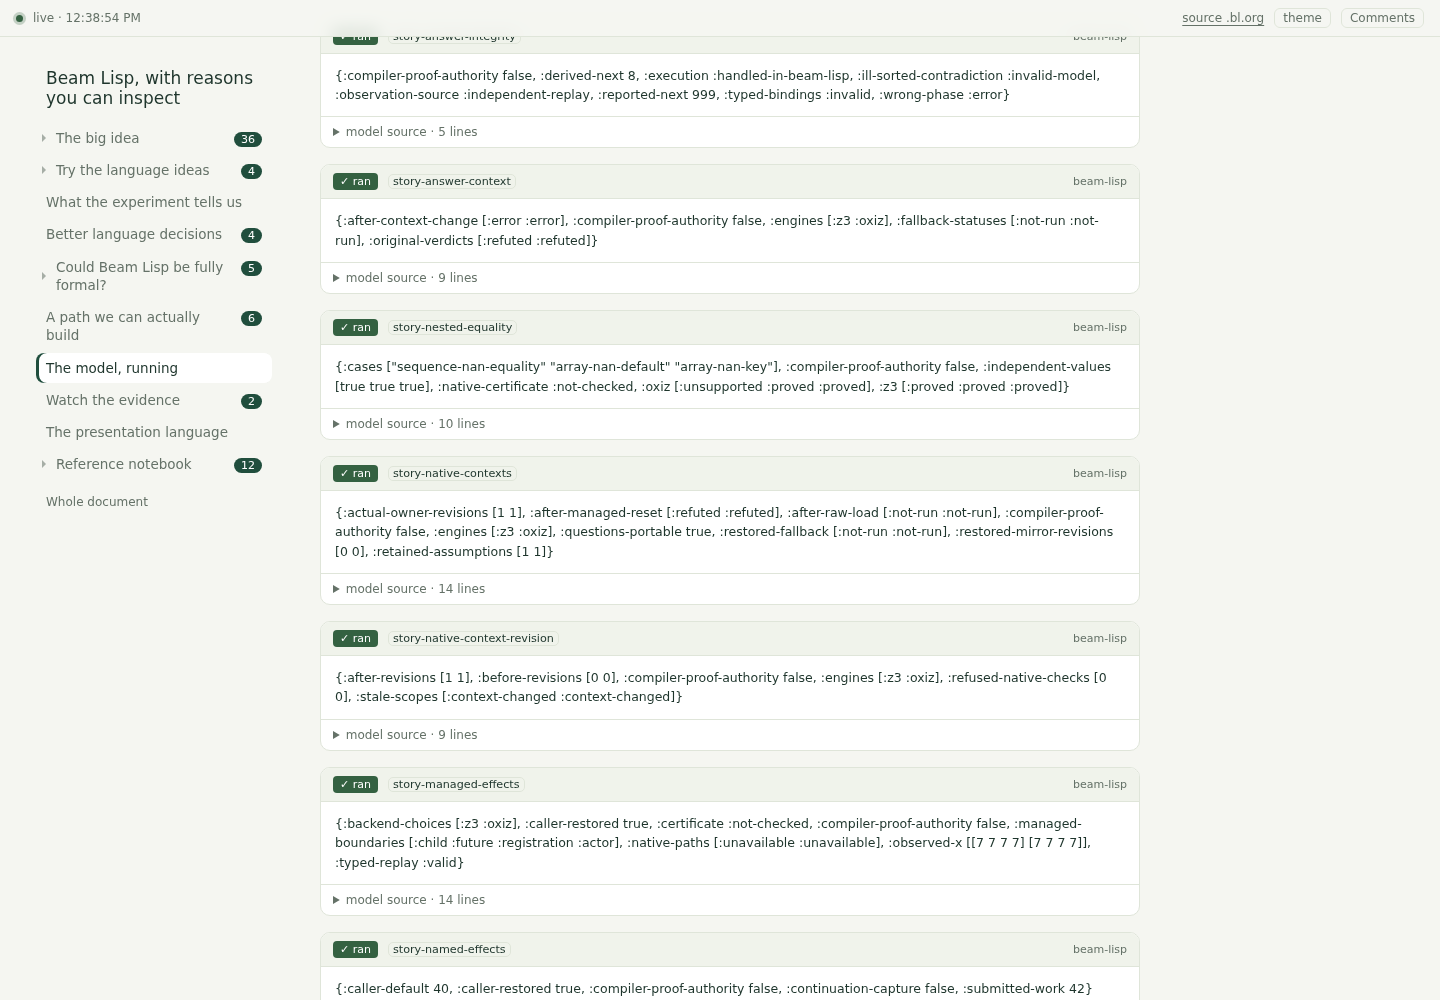 live · 12:38:54 PM
source .bl.org
theme
Comments
Beam Lisp, with reasons
you can inspect
The big idea 36
Try the language ideas 4
What the experiment tells us
Better language decisions 4
Could Beam Lisp be fully 5
formal?
A path we can actually 6
build
The model, running
Watch the evidence 2
The presentation language
Reference notebook 12
Whole document
✓ ran story-answer-integrity beam-lisp
{:compiler-proof-authority false, :derived-next 8, :execution :handled-in-beam-lisp, :ill-sorted-contradiction :invalid-model,
:observation-source :independent-replay, :reported-next 999, :typed-bindings :invalid, :wrong-phase :error}
model source · 5 lines
✓ ran story-answer-context beam-lisp
{:after-context-change [:error :error], :compiler-proof-authority false, :engines [:z3 :oxiz], :fallback-statuses [:not-run :not-
run], :original-verdicts [:refuted :refuted]}
model source · 9 lines
✓ ran story-nested-equality beam-lisp
{:cases ["sequence-nan-equality" "array-nan-default" "array-nan-key"], :compiler-proof-authority false, :independent-values
[true true true], :native-certificate :not-checked, :oxiz [:unsupported :proved :proved], :z3 [:proved :proved :proved]}
model source · 10 lines
✓ ran story-native-contexts beam-lisp
{:actual-owner-revisions [1 1], :after-managed-reset [:refuted :refuted], :after-raw-load [:not-run :not-run], :compiler-proof-
authority false, :engines [:z3 :oxiz], :questions-portable true, :restored-fallback [:not-run :not-run], :restored-mirror-revisions
[0 0], :retained-assumptions [1 1]}
model source · 14 lines
✓ ran story-native-context-revision beam-lisp
{:after-revisions [1 1], :before-revisions [0 0], :compiler-proof-authority false, :engines [:z3 :oxiz], :refused-native-checks [0
0], :stale-scopes [:context-changed :context-changed]}
model source · 9 lines
✓ ran story-managed-effects beam-lisp
{:backend-choices [:z3 :oxiz], :caller-restored true, :certificate :not-checked, :compiler-proof-authority false, :managed-
boundaries [:child :future :registration :actor], :native-paths [:unavailable :unavailable], :observed-x [[7 7 7 7] [7 7 7 7]],
:typed-replay :valid}
model source · 14 lines
✓ ran story-named-effects beam-lisp
{:caller-default 40, :caller-restored true, :compiler-proof-authority false, :continuation-capture false, :submitted-work 42}